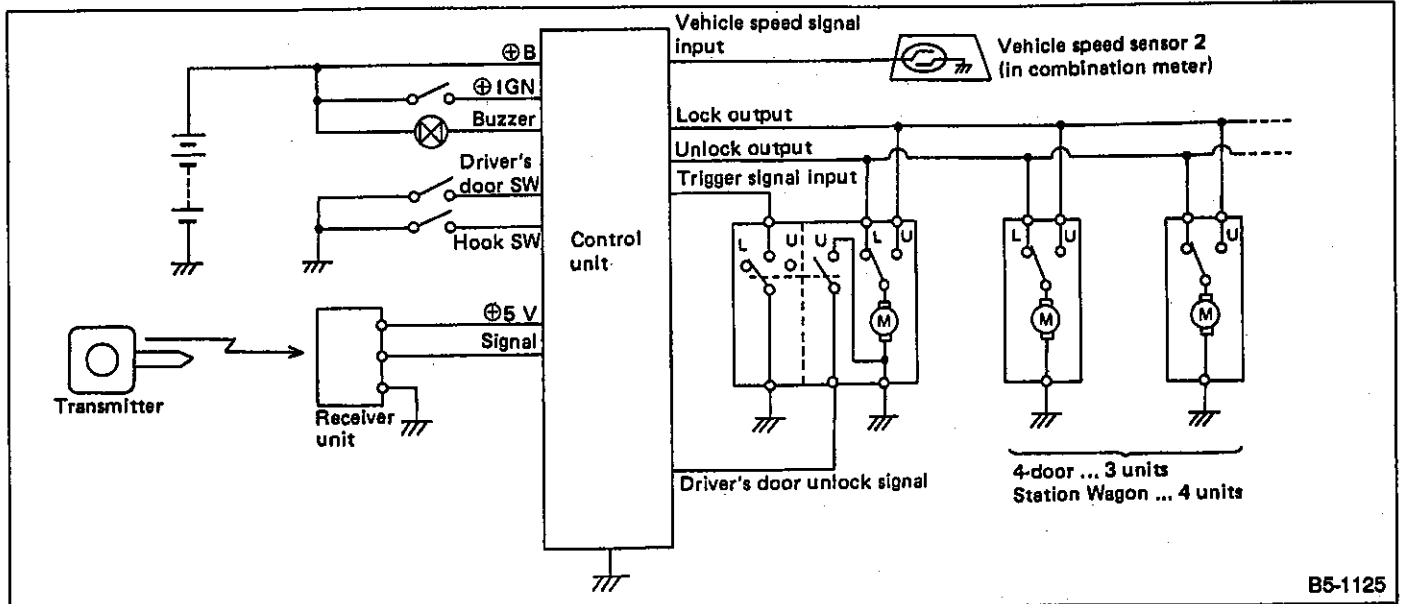 Vehicle speed signal
input
Vehicle speed sensor 2
(in combination meter)
⊕B
⊕IGN
Buzzer
Driver's
door SW
Hook SW
Control
unit
Lock output
Unlock output
Trigger signal input
L
U
U
L
U
M
L
U
M
U
M
⊕5 V
Signal
Transmitter
Receiver
unit
Driver's door unlock signal
4-door ... 3 units
Station Wagon ... 4 units
B5-1125